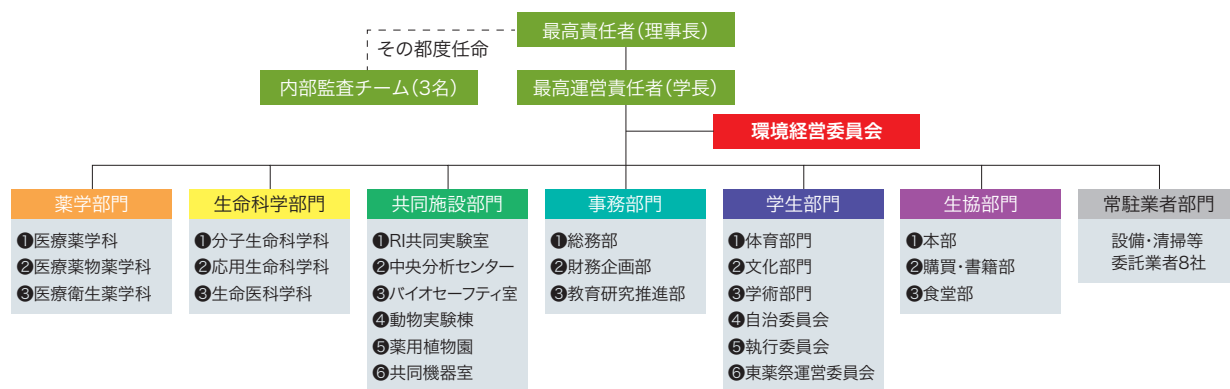 最高責任者(理事長)
その都度任命
内部監査チーム(3名)
最高運営責任者(学長)
環境経営委員会
薬学部門
❶医療薬学科
❷医療薬物薬学科
❸医療衛生薬学科
生命科学部門
❶分子生命科学科
❷応用生命科学科
❸生命医科学科
共同施設部門
❶RI共同実験室
❷中央分析センター
❸バイオセーフティ室
❹動物実験棟
❺薬用植物園
❻共同機器室
事務部門
❶総務部
❷財務企画部
❸教育研究推進部
学生部門
❶体育部門
❷文化部門
❸学術部門
❹自治委員会
❺執行委員会
❻東薬祭運営委員会
生協部門
❶本部
❷購買・書籍部
❸食堂部
常駐業者部門
設備・清掃等
委託業者8社